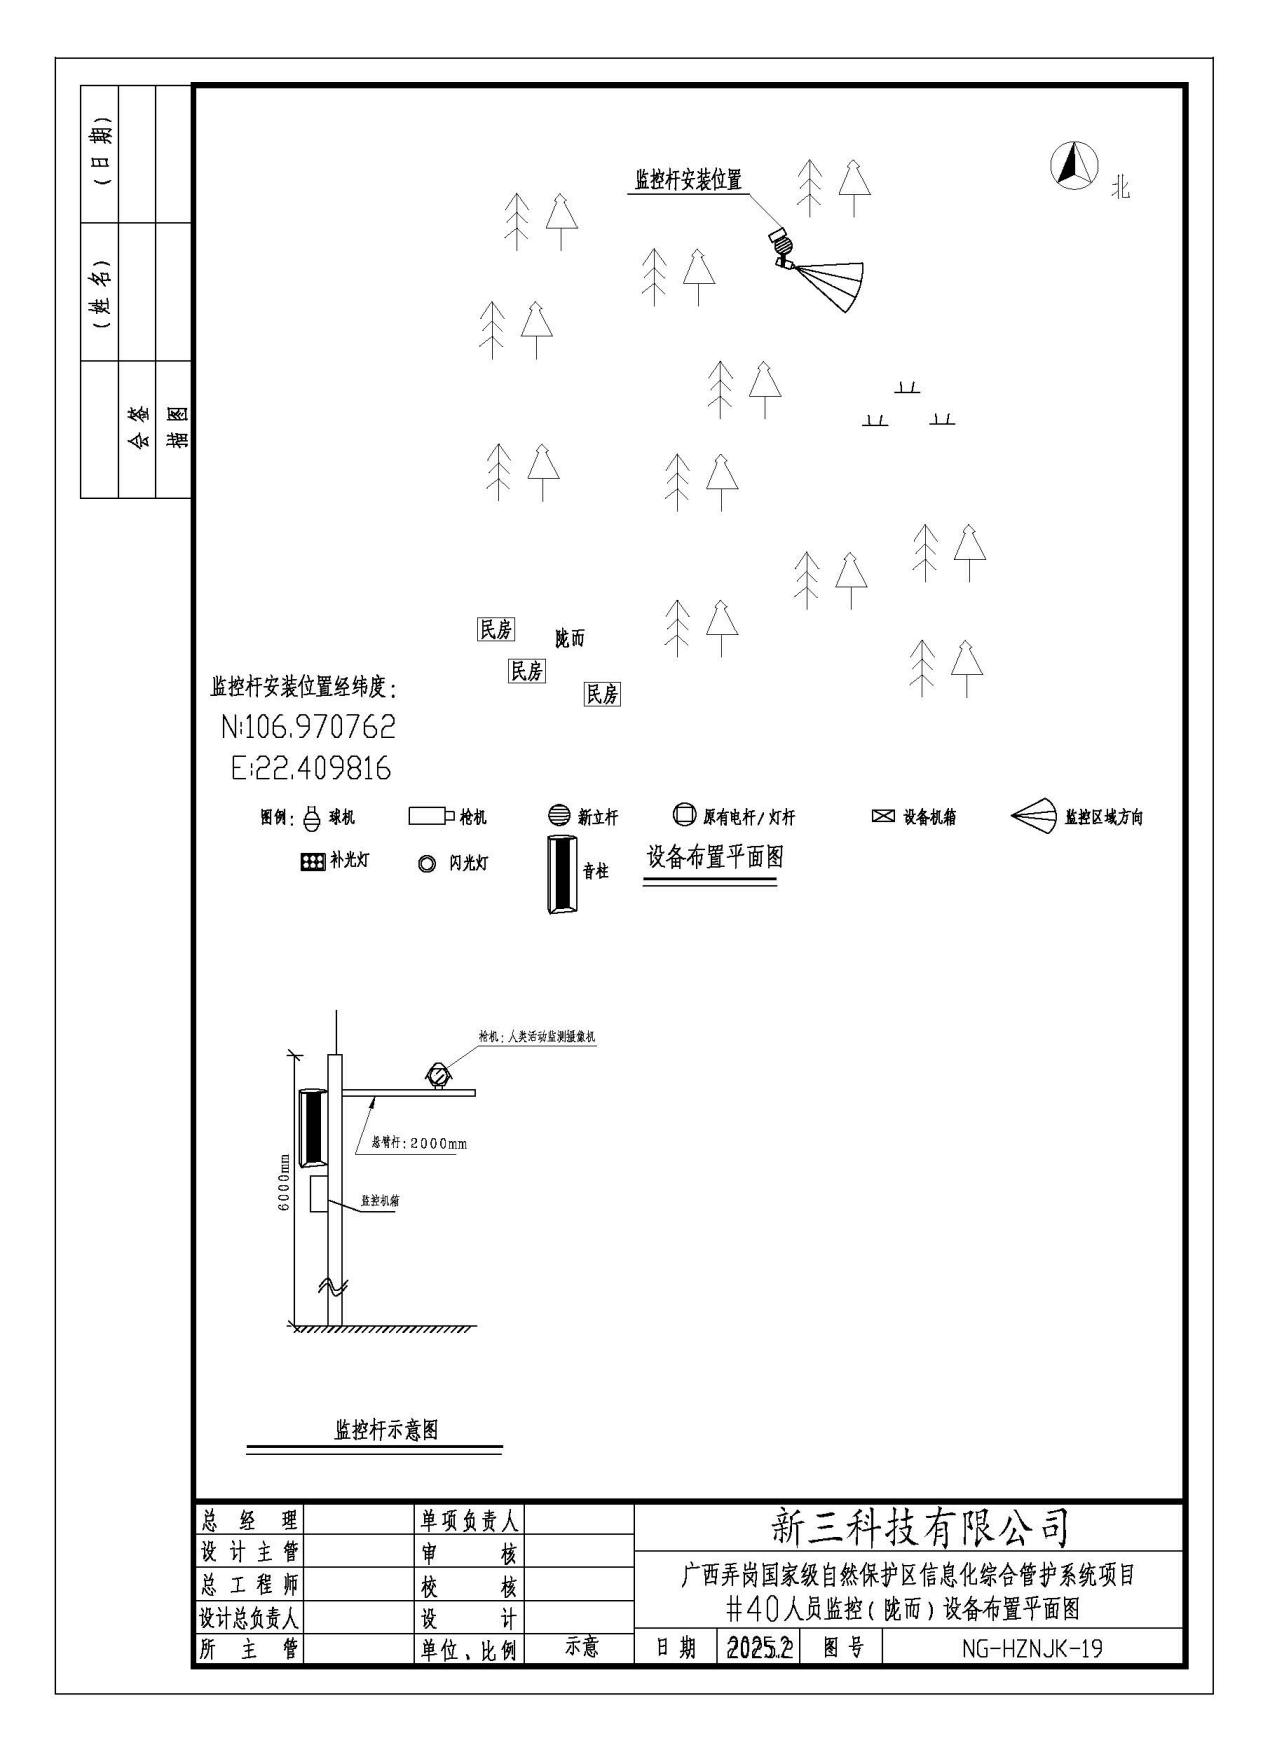 (日 期)
(姓 名)
会 签
描 图
监控杆安装位置
北
民房
陇而
民房
民房
监控杆安装位置经纬度:
N:106.970762
E:22.409816
图例: 球机 枪机 新立杆 原有电杆/灯杆 设备机箱 监控区域方向
补光灯 闪光灯 音柱
设备布置平面图
枪机: 人类活动监测摄像机
悬臂杆: 2000mm
6000mm
监控机箱
监控杆示意图
总 经 理 单项负责人
设计主管 审 核
总工程师 校 核
设计总负责人 设 计
所 主 管 单位、比例 示意
新三科技有限公司
广西弄岗国家级自然保护区信息化综合管护系统项目
#40人员监控(陇而)设备布置平面图
日 期 2025.2 图 号 NG-HZNJK-19